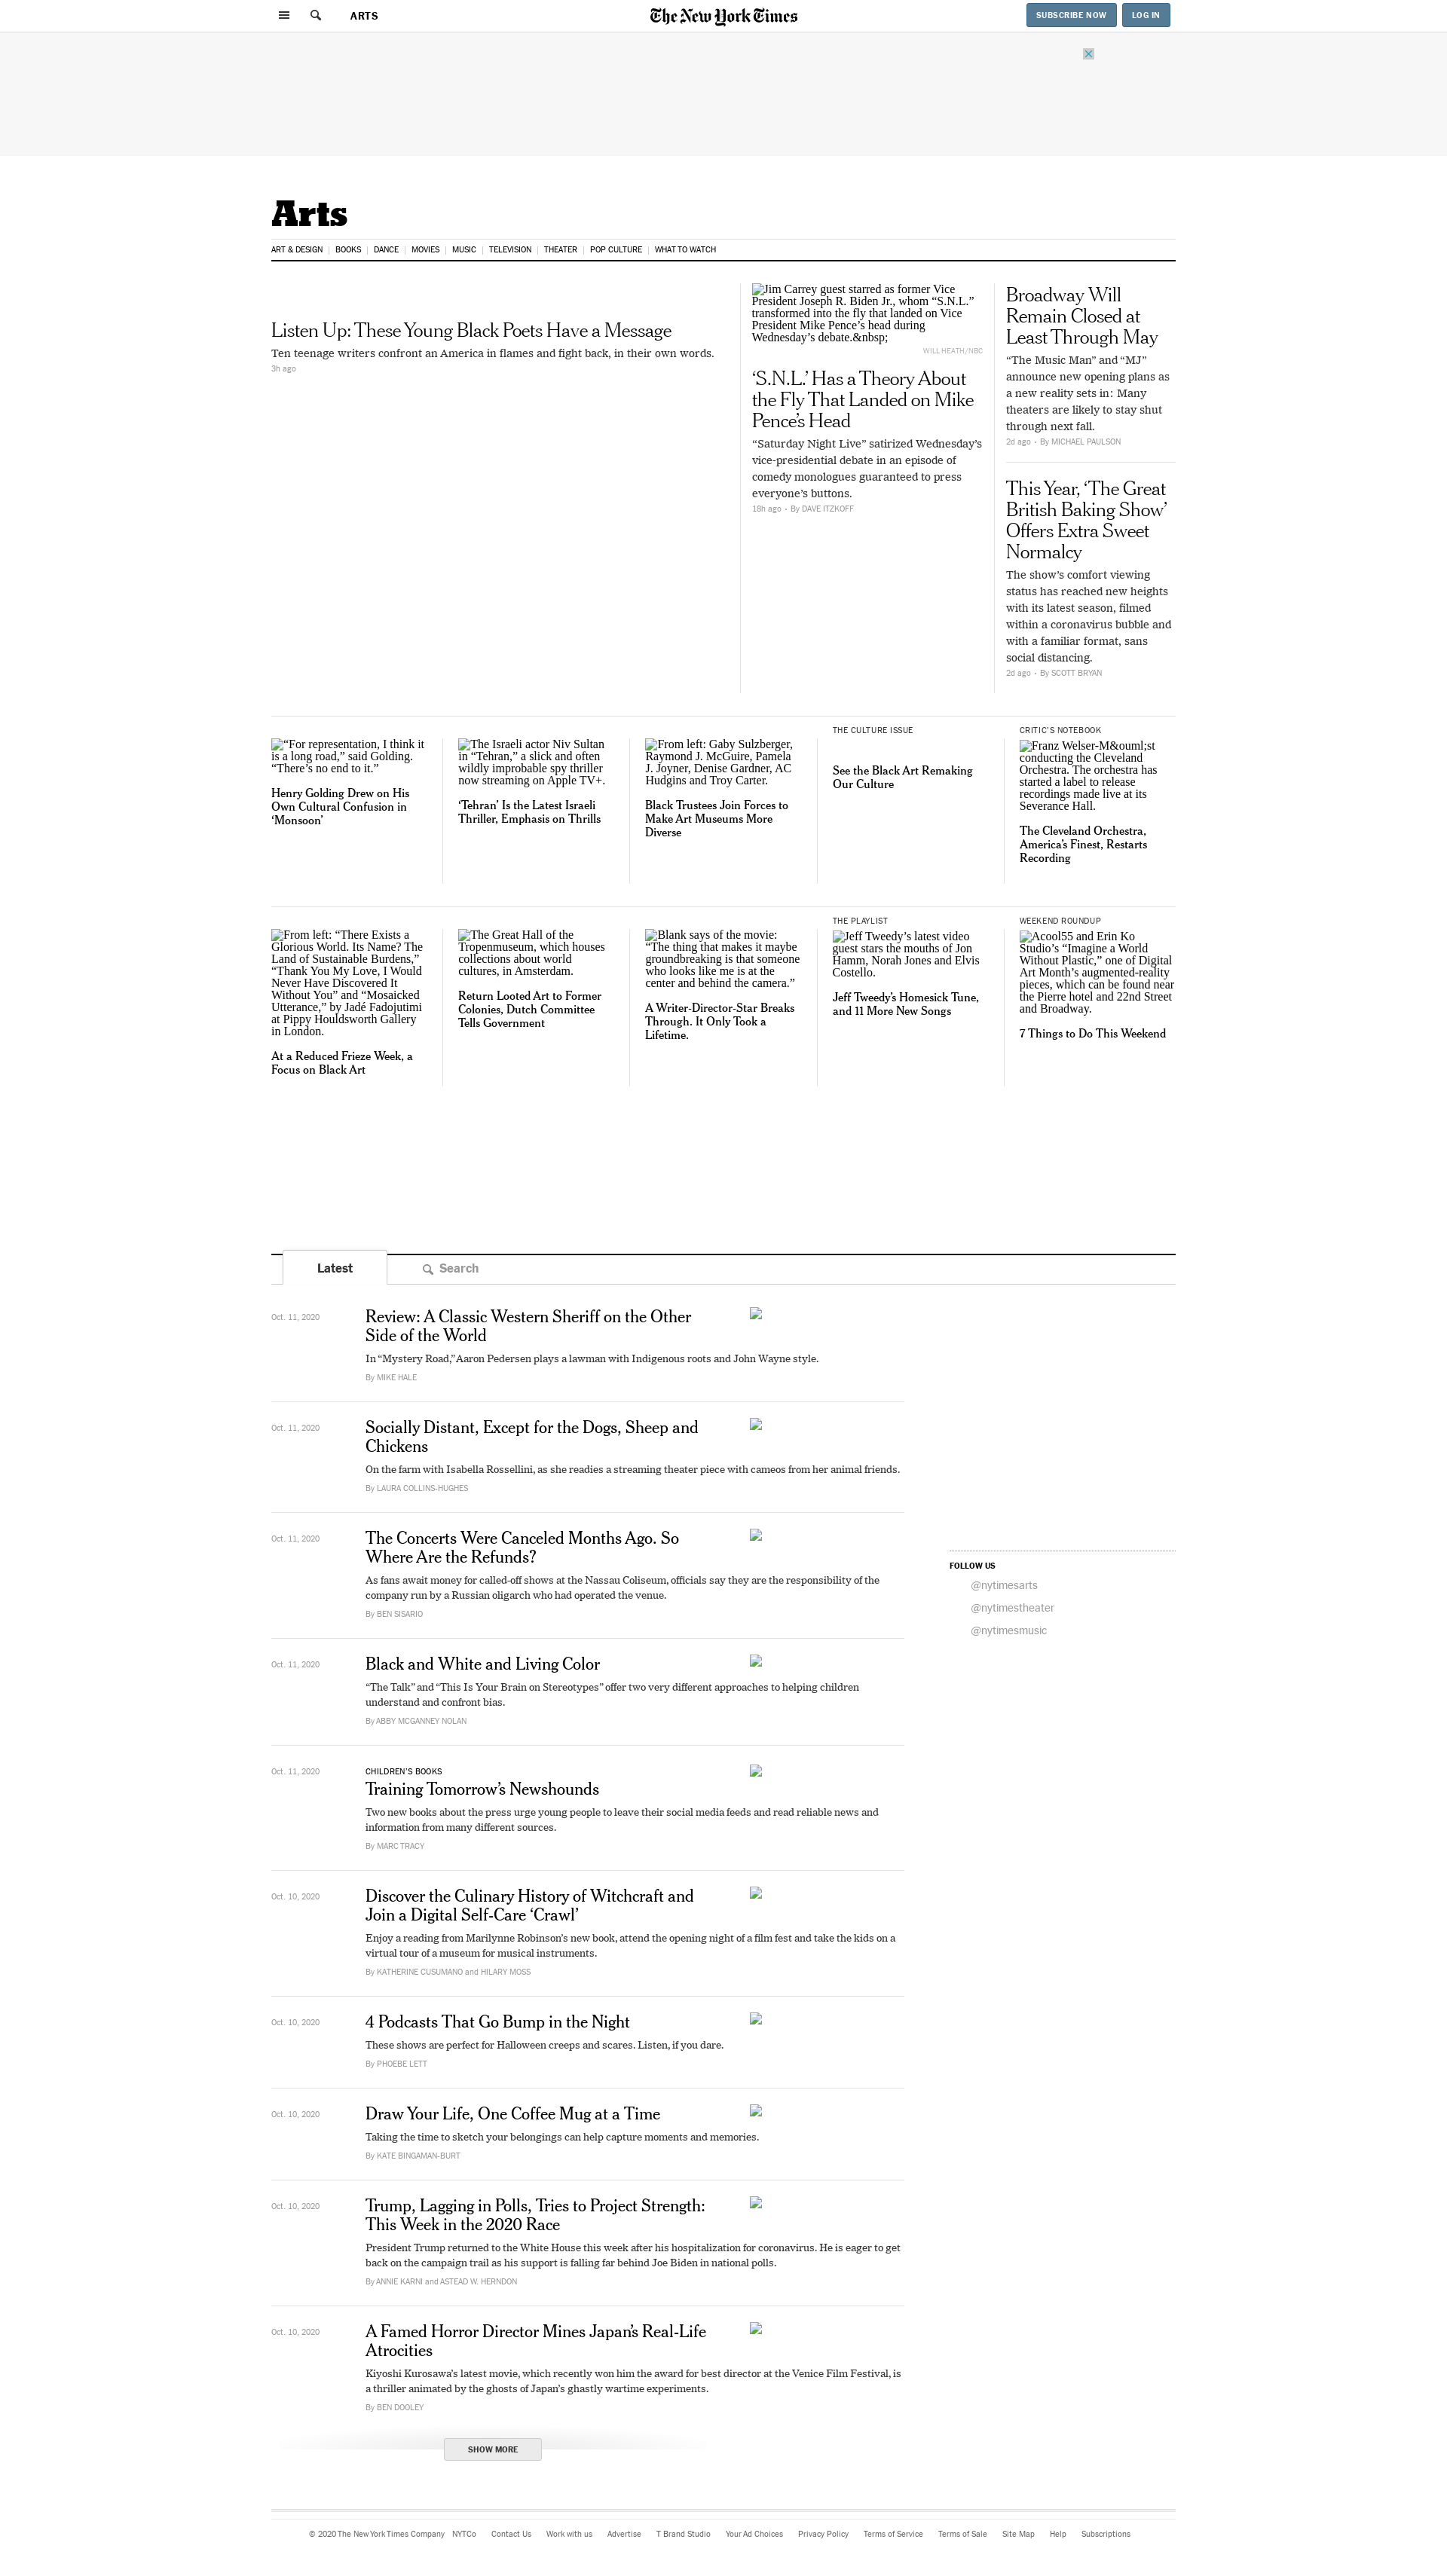 ARTS
The New York Times
SUBSCRIBE NOW
LOG IN
Arts
ART & DESIGN
BOOKS
DANCE
MOVIES
MUSIC
TELEVISION
THEATER
POP CULTURE
WHAT TO WATCH
Listen Up: These Young Black Poets Have a Message
Ten teenage writers confront an America in flames and fight back, in their own words.
3h ago
Jim Carrey guest starred as former Vice
President Joseph R. Biden Jr., whom “S.N.L.”
transformed into the fly that landed on Vice
President Mike Pence’s head during
Wednesday’s debate.&nbsp;
WILL HEATH/NBC
‘S.N.L.’ Has a Theory About
the Fly That Landed on Mike
Pence’s Head
“Saturday Night Live” satirized Wednesday’s
vice-presidential debate in an episode of
comedy monologues guaranteed to press
everyone’s buttons.
18h ago · By DAVE ITZKOFF
Broadway Will
Remain Closed at
Least Through May
“The Music Man” and “MJ”
announce new opening plans as
a new reality sets in: Many
theaters are likely to stay shut
through next fall.
2d ago · By MICHAEL PAULSON
This Year, ‘The Great
British Baking Show’
Offers Extra Sweet
Normalcy
The show’s comfort viewing
status has reached new heights
with its latest season, filmed
within a coronavirus bubble and
with a familiar format, sans
social distancing.
2d ago · By SCOTT BRYAN
“For representation, I think it
is a long road,” said Golding.
“There’s no end to it.”
Henry Golding Drew on His
Own Cultural Confusion in
‘Monsoon’
The Israeli actor Niv Sultan
in “Tehran,” a slick and often
wildly improbable spy thriller
now streaming on Apple TV+.
‘Tehran’ Is the Latest Israeli
Thriller, Emphasis on Thrills
From left: Gaby Sulzberger,
Raymond J. McGuire, Pamela
J. Joyner, Denise Gardner, AC
Hudgins and Troy Carter.
Black Trustees Join Forces to
Make Art Museums More
Diverse
THE CULTURE ISSUE
See the Black Art Remaking
Our Culture
CRITIC’S NOTEBOOK
Franz Welser-M&ouml;st
conducting the Cleveland
Orchestra. The orchestra has
started a label to release
recordings made live at its
Severance Hall.
The Cleveland Orchestra,
America’s Finest, Restarts
Recording
From left: “There Exists a
Glorious World. Its Name? The
Land of Sustainable Burdens,”
“Thank You My Love, I Would
Never Have Discovered It
Without You” and “Mosaicked
Utterance,” by Jadé Fadojutimi
at Pippy Houldsworth Gallery
in London.
At a Reduced Frieze Week, a
Focus on Black Art
The Great Hall of the
Tropenmuseum, which houses
collections about world
cultures, in Amsterdam.
Return Looted Art to Former
Colonies, Dutch Committee
Tells Government
Blank says of the movie:
“The thing that makes it maybe
groundbreaking is that someone
who looks like me is at the
center and behind the camera.”
A Writer-Director-Star Breaks
Through. It Only Took a
Lifetime.
THE PLAYLIST
Jeff Tweedy’s latest video
guest stars the mouths of Jon
Hamm, Norah Jones and Elvis
Costello.
Jeff Tweedy’s Homesick Tune,
and 11 More New Songs
WEEKEND ROUNDUP
Acool55 and Erin Ko
Studio’s “Imagine a World
Without Plastic,” one of Digital
Art Month’s augmented-reality
pieces, which can be found near
the Pierre hotel and 22nd Street
and Broadway.
7 Things to Do This Weekend
Latest
Search
Oct. 11, 2020
Review: A Classic Western Sheriff on the Other
Side of the World
In “Mystery Road,” Aaron Pedersen plays a lawman with Indigenous roots and John Wayne style.
By MIKE HALE
Oct. 11, 2020
Socially Distant, Except for the Dogs, Sheep and
Chickens
On the farm with Isabella Rossellini, as she readies a streaming theater piece with cameos from her animal friends.
By LAURA COLLINS-HUGHES
Oct. 11, 2020
The Concerts Were Canceled Months Ago. So
Where Are the Refunds?
As fans await money for called-off shows at the Nassau Coliseum, officials say they are the responsibility of the
company run by a Russian oligarch who had operated the venue.
By BEN SISARIO
FOLLOW US
@nytimesarts
@nytimestheater
@nytimesmusic
Oct. 11, 2020
Black and White and Living Color
“The Talk” and “This Is Your Brain on Stereotypes” offer two very different approaches to helping children
understand and confront bias.
By ABBY MCGANNEY NOLAN
Oct. 11, 2020
CHILDREN’S BOOKS
Training Tomorrow’s Newshounds
Two new books about the press urge young people to leave their social media feeds and read reliable news and
information from many different sources.
By MARC TRACY
Oct. 10, 2020
Discover the Culinary History of Witchcraft and
Join a Digital Self-Care ‘Crawl’
Enjoy a reading from Marilynne Robinson’s new book, attend the opening night of a film fest and take the kids on a
virtual tour of a museum for musical instruments.
By KATHERINE CUSUMANO and HILARY MOSS
Oct. 10, 2020
4 Podcasts That Go Bump in the Night
These shows are perfect for Halloween creeps and scares. Listen, if you dare.
By PHOEBE LETT
Oct. 10, 2020
Draw Your Life, One Coffee Mug at a Time
Taking the time to sketch your belongings can help capture moments and memories.
By KATE BINGAMAN-BURT
Oct. 10, 2020
Trump, Lagging in Polls, Tries to Project Strength:
This Week in the 2020 Race
President Trump returned to the White House this week after his hospitalization for coronavirus. He is eager to get
back on the campaign trail as his support is falling far behind Joe Biden in national polls.
By ANNIE KARNI and ASTEAD W. HERNDON
Oct. 10, 2020
A Famed Horror Director Mines Japan’s Real-Life
Atrocities
Kiyoshi Kurosawa’s latest movie, which recently won him the award for best director at the Venice Film Festival, is
a thriller animated by the ghosts of Japan’s ghastly wartime experiments.
By BEN DOOLEY
SHOW MORE
© 2020 The New York Times Company NYTCo Contact Us Work with us Advertise T Brand Studio Your Ad Choices Privacy Policy Terms of Service Terms of Sale Site Map Help Subscriptions